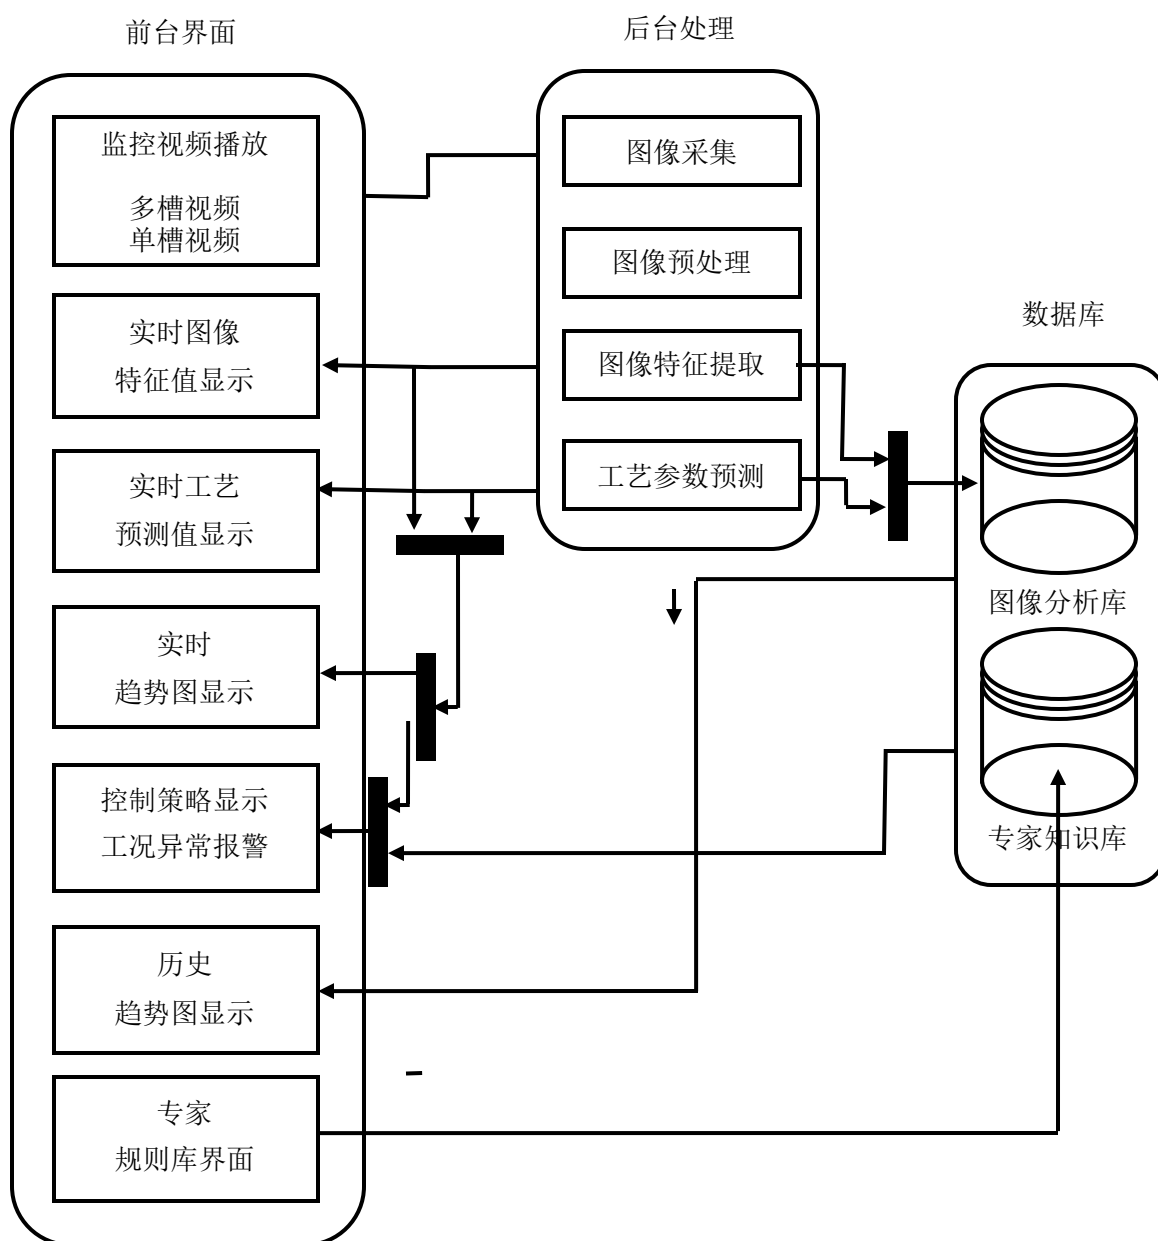 前台界面
监控视频播放
多槽视频
单槽视频
实时图像
特征值显示
实时工艺
预测值显示
实时
趋势图显示
控制策略显示
工况异常报警
历史
趋势图显示
专家
规则库界面
后台处理
图像采集
图像预处理
图像特征提取
工艺参数预测
数据库
图像分析库
专家知识库